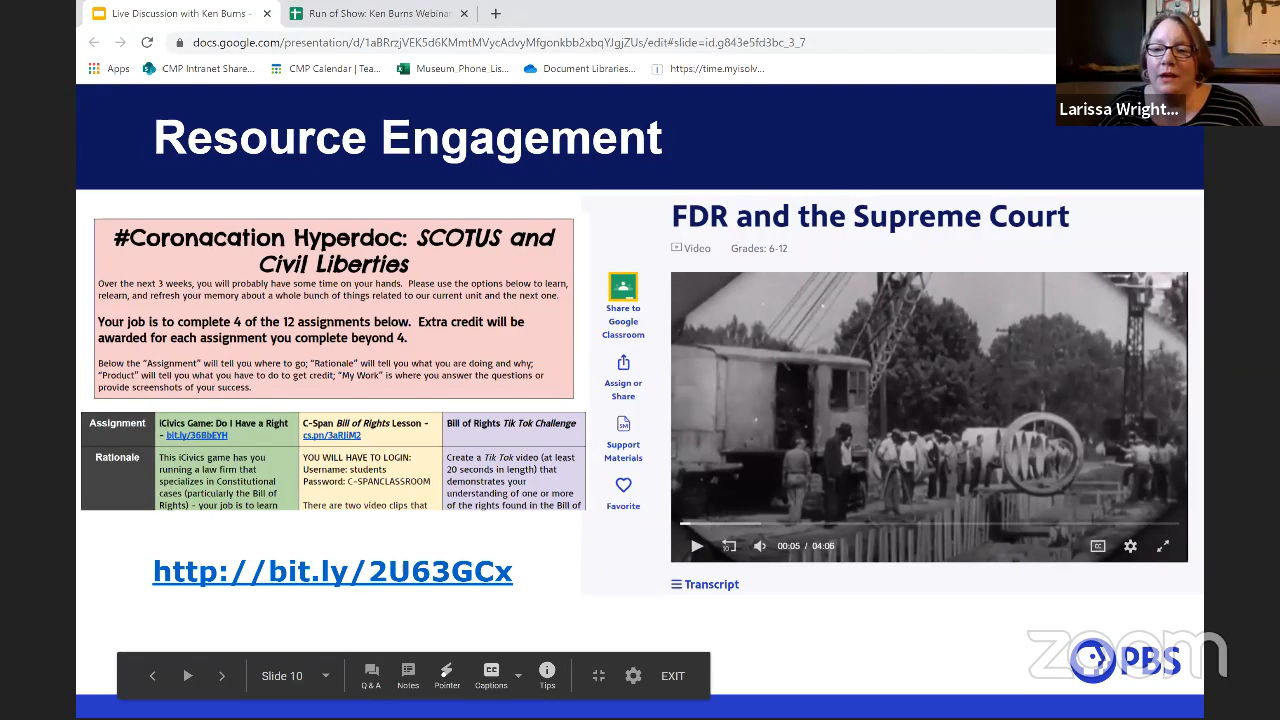 Live Discussion with Ken Burns -
Run of Show: Ken Burns Webinar
docs.google.com/presentation/d/1aBRrzjVEK5d6KMnuMVycAdvyMfgonkbb2xbqYJgjZUs/edit#slide=id.g843e5fd3bc_3_7
Apps
CMP Intranet Share...
CMP Calendar | Tea...
Museum_Phone_Lis...
Document Libraries...
https://time.myisolv...
Larissa Wright...
Resource Engagement
#Coronacation Hyperdoc: SCOTUS and
Civil Liberties
Over the next 3 weeks, you will probably have some time on your hands. Please use the options below to learn,
relearn, and refresh your memory about a whole bunch of things related to our current unit and the next one.
Your job is to complete 4 of the 12 assignments below. Extra credit will be
awarded for each assignment you complete beyond 4.
Below the "Assignment" will tell you where to go; "Rationale" will tell you what you are doing and why;
"Product" will tell you what you have to do to get credit; "My Work" is where you answer the questions or
provide screenshots of your success.
Assignment
iCivics Game: Do I Have a Right
- bit.ly/36BbEYH
C-Span Bill of Rights Lesson -
cs.pn/3aRJiM2
Bill of Rights Tik Tok Challenge
Rationale
This iCivics game has you
running a law firm that
specializes in Constitutional
cases (particularly the Bill of
Rights) - your job is to learn
YOU WILL HAVE TO LOGIN:
Username: students
Password: C-SPANCLASSROOM
There are two video clips that
Create a Tik Tok video (at least
20 seconds in length) that
demonstrates your
understanding of one or more
of the rights found in the Bill of
http://bit.ly/2U63GCx
FDR and the Supreme Court
Video
Grades: 6-12
Share to
Google
Classroom
Assign or
Share
Support
Materials
Favorite
10
00:05 / 04:06
CC
Transcript
Slide 10
Q & A
Notes
Pointer
Captions
Tips
EXIT
zoom
PBS